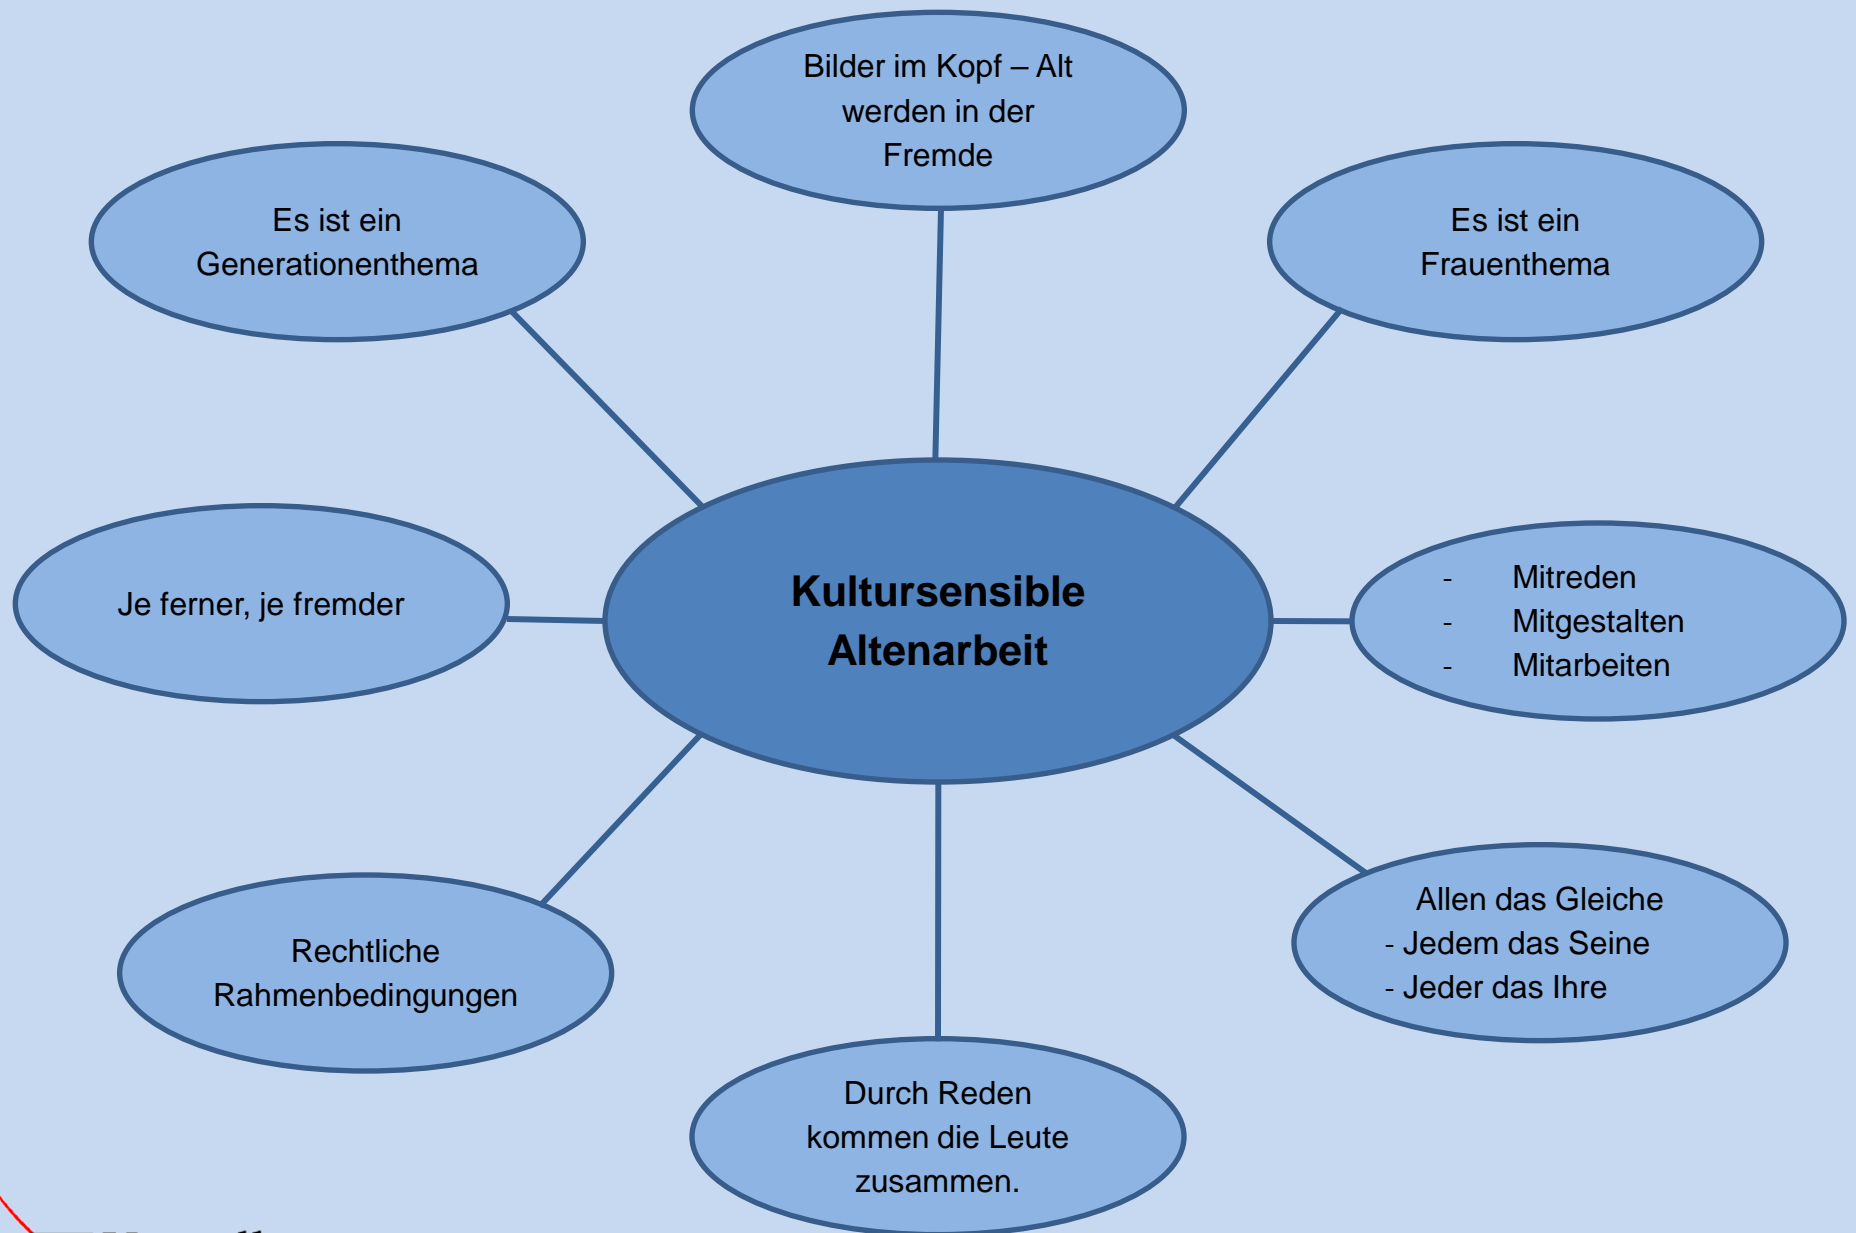 Bilder im Kopf – Alt
werden in der
Fremde
Es ist ein
Generationenthema
Es ist ein
Frauenthema
Je ferner, je fremder
Kultursensible
Altenarbeit
- Mitreden
- Mitgestalten
- Mitarbeiten
Rechtliche
Rahmenbedingungen
Allen das Gleiche
- Jedem das Seine
- Jeder das Ihre
Durch Reden
kommen die Leute
zusammen.